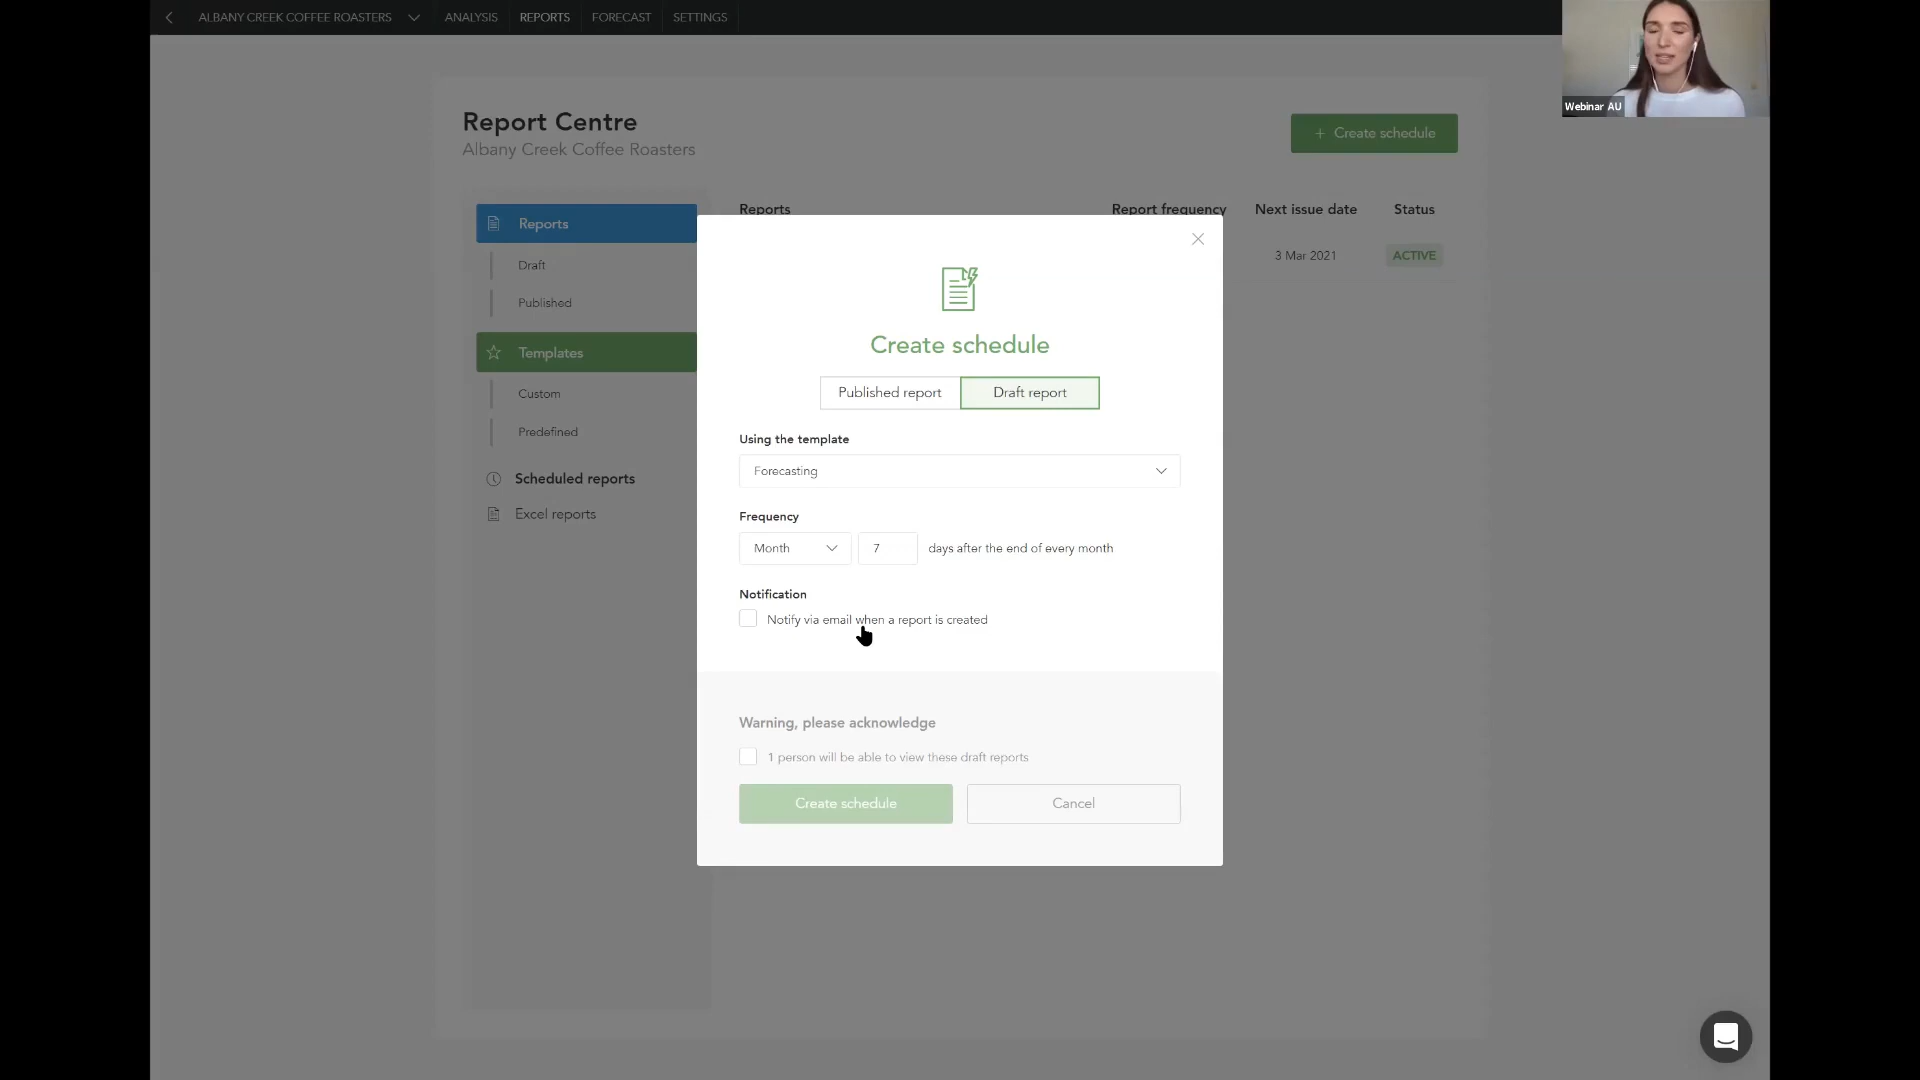 ALBANY CREEK COFFEE ROASTERS
ANALYSIS
REPORTS
FORECAST
SETTINGS
Webinar AU
Report Centre
Albany Creek Coffee Roasters
+ Create schedule
Reports
Draft
Published
Templates
Custom
Predefined
Scheduled reports
Excel reports
Reports
Report frequency
Next issue date
Status
3 Mar 2021
ACTIVE
Create schedule
Published report
Draft report
Using the template
Forecasting
Frequency
Month
7
days after the end of every month
Notification
Notify via email when a report is created
Warning, please acknowledge
1 person will be able to view these draft reports
Create schedule
Cancel